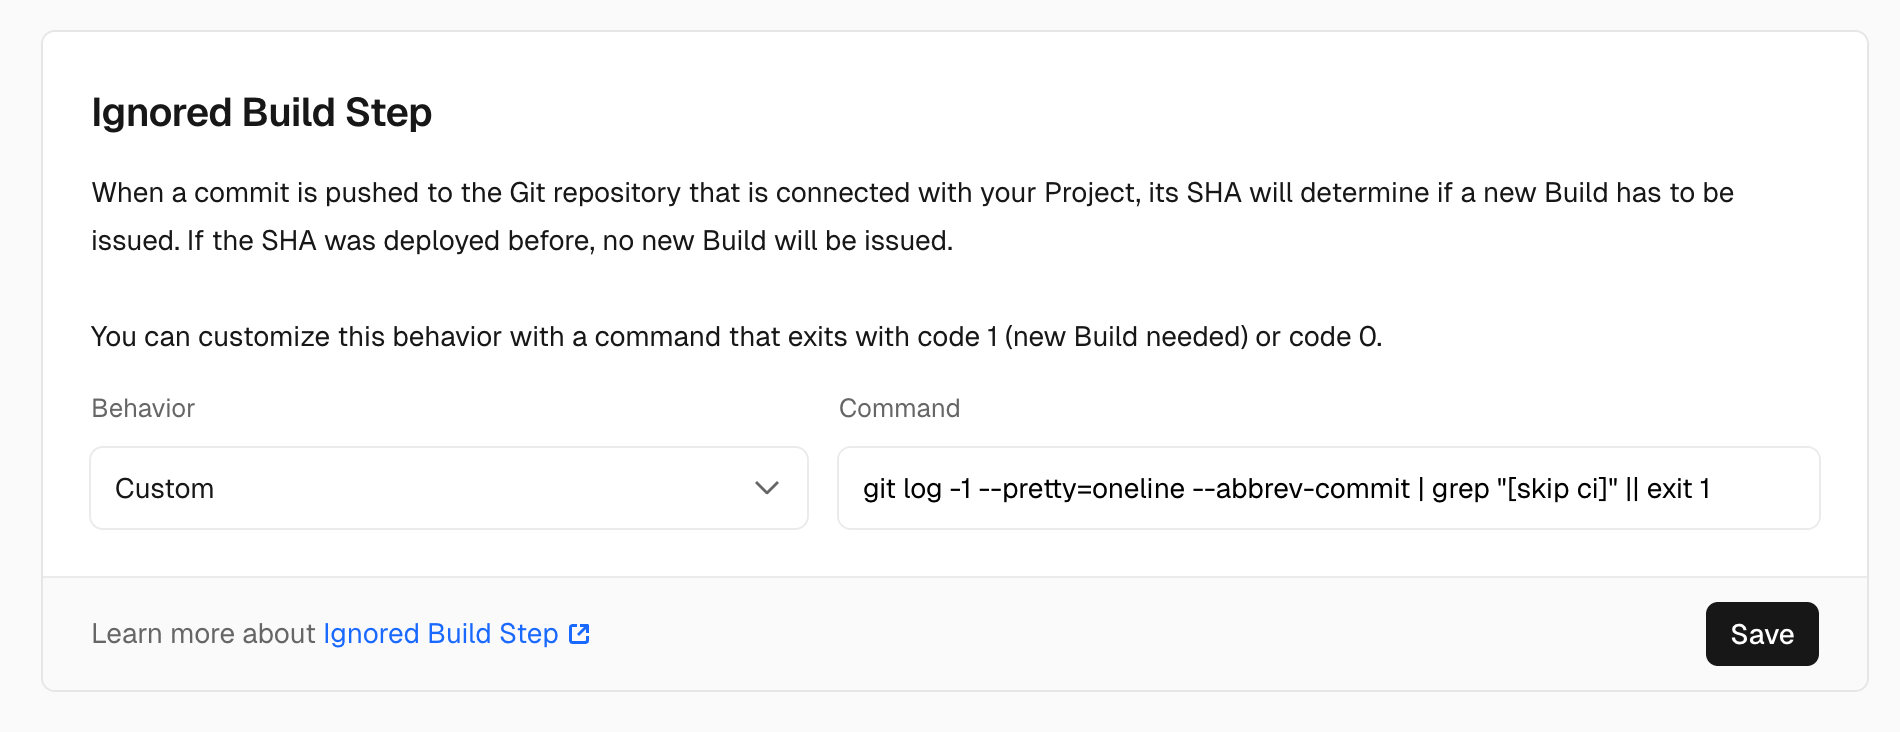 Ignored Build Step
When a commit is pushed to the Git repository that is connected with your Project, its SHA will determine if a new Build has to be
issued. If the SHA was deployed before, no new Build will be issued.
You can customize this behavior with a command that exits with code 1 (new Build needed) or code 0.
Behavior
Command
Custom
git log -1 --pretty=oneline --abbrev-commit | grep "[skip ci]" || exit 1
Learn more about Ignored Build Step
Save